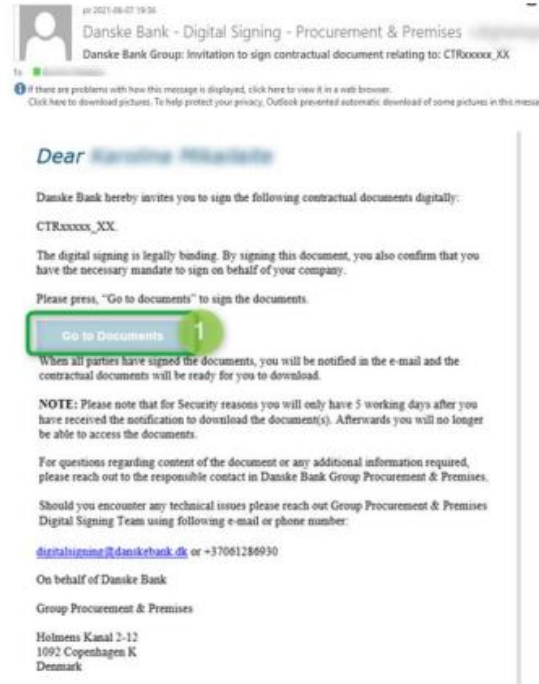 pr 2021-06-07 19:56
Danske Bank - Digital Signing - Procurement & Premises
Danske Bank Group: Invitation to sign contractual document relating to: CTRxxxxx_XX
To
If there are problems with how this message is displayed, click here to view it in a web browser.
Click here to download pictures. To help protect your privacy, Outlook prevented automatic download of some pictures in this messa
Dear
Danske Bank hereby invites you to sign the following contractual documents digitally:
CTRxxxxx_XX.
The digital signing is legally binding. By signing this document, you also confirm that you
have the necessary mandate to sign on behalf of your company.
Please press, “Go to documents” to sign the documents.
Go to Documents 1
When all parties have signed the documents, you will be notified in the e-mail and the
contractual documents will be ready for you to download.
NOTE: Please note that for Security reasons you will only have 5 working days after you
have received the notification to download the document(s). Afterwards you will no longer
be able to access the documents.
For questions regarding content of the document or any additional information required,
please reach out to the responsible contact in Danske Bank Group Procurement & Premises.
Should you encounter any technical issues please reach out Group Procurement & Premises
Digital Signing Team using following e-mail or phone number:
digitalsigning@danskebank.dk or +37061286930
On behalf of Danske Bank
Group Procurement & Premises
Holmens Kanal 2-12
1092 Copenhagen K
Denmark